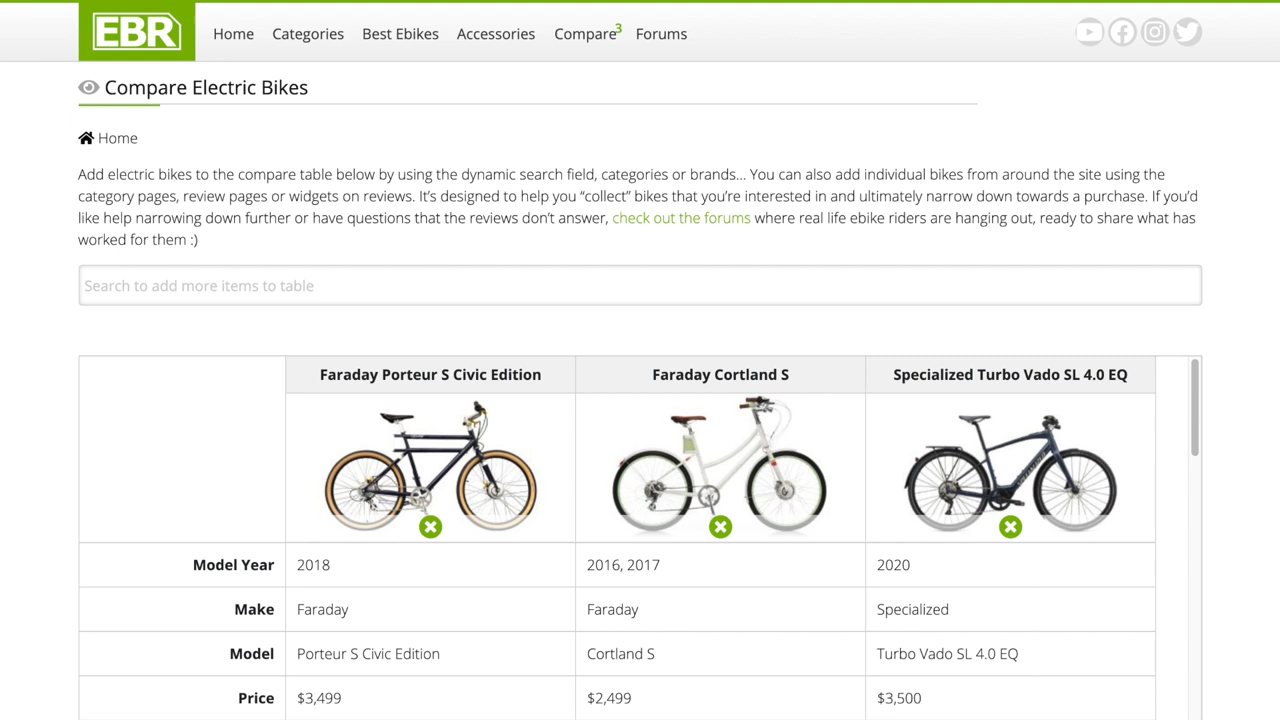 EBR
Home Categories Best Ebikes Accessories Compare3 Forums
Compare Electric Bikes
Home
Add electric bikes to the compare table below by using the dynamic search field, categories or brands... You can also add individual bikes from around the site using the
category pages, review pages or widgets on reviews. It’s designed to help you “collect” bikes that you’re interested in and ultimately narrow down towards a purchase. If you’d
like help narrowing down further or have questions that the reviews don’t answer, check out the forums where real life ebike riders are hanging out, ready to share what has
worked for them :)
Search to add more items to table
Faraday Porteur S Civic Edition Faraday Cortland S Specialized Turbo Vado SL 4.0 EQ
Model Year 2018 2016, 2017 2020
Make Faraday Faraday Specialized
Model Porteur S Civic Edition Cortland S Turbo Vado SL 4.0 EQ
Price $3,499 $2,499 $3,500